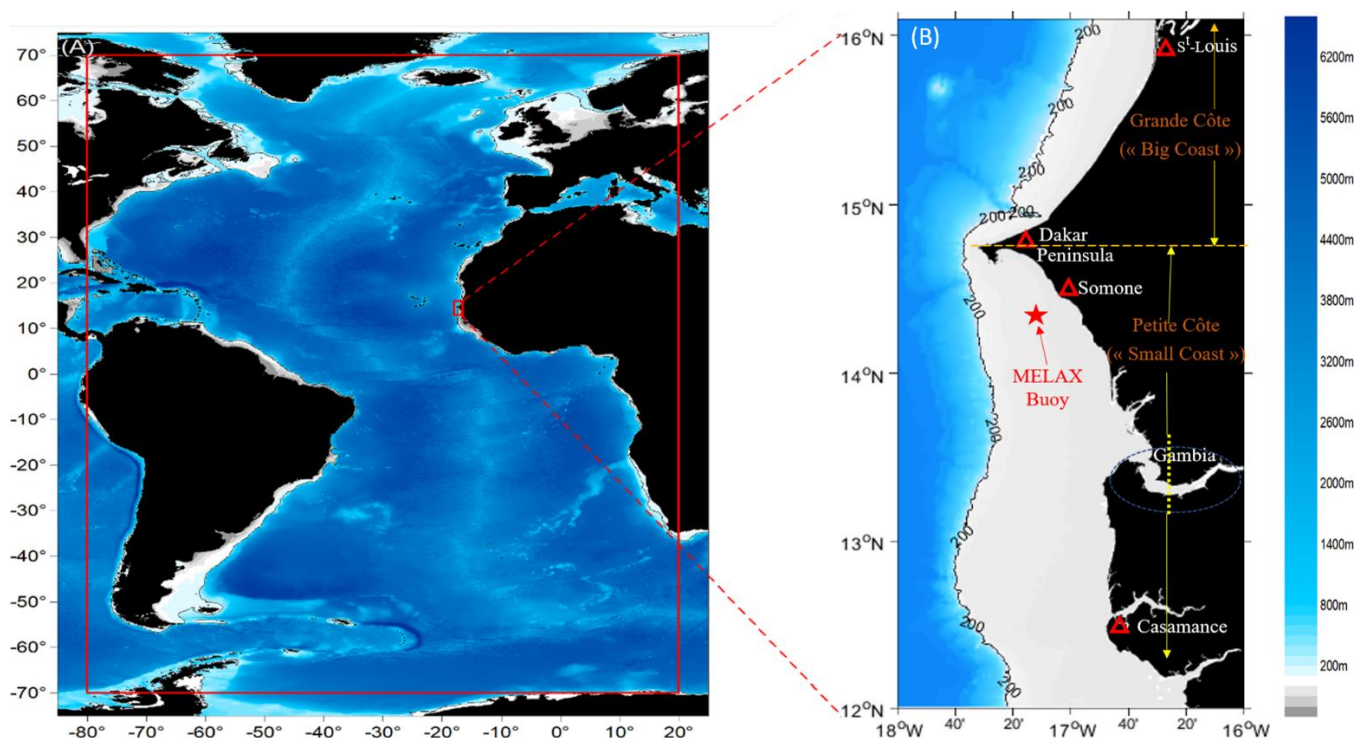 (A)
70°
60°
50°
40°
30°
20°
10°
0°
-10°
-20°
-30°
-40°
-50°
-60°
-70°
-80° -70° -60° -50° -40° -30° -20° -10° 0° 10° 20°
(B)
16°N
15°N
14°N
13°N
12°N
18°W 40' 20' 17°W 40' 20' 16°W
200
200
200
200 200
200
200
200
200
200
Sᵗ-Louis
Grande Côte
(« Big Coast »)
Dakar
Peninsula
Somone
Petite Côte
(« Small Coast »)
MELAX
Buoy
Gambia
Casamance
6200m
5600m
5000m
4400m
3800m
3200m
2600m
2000m
1400m
800m
200m